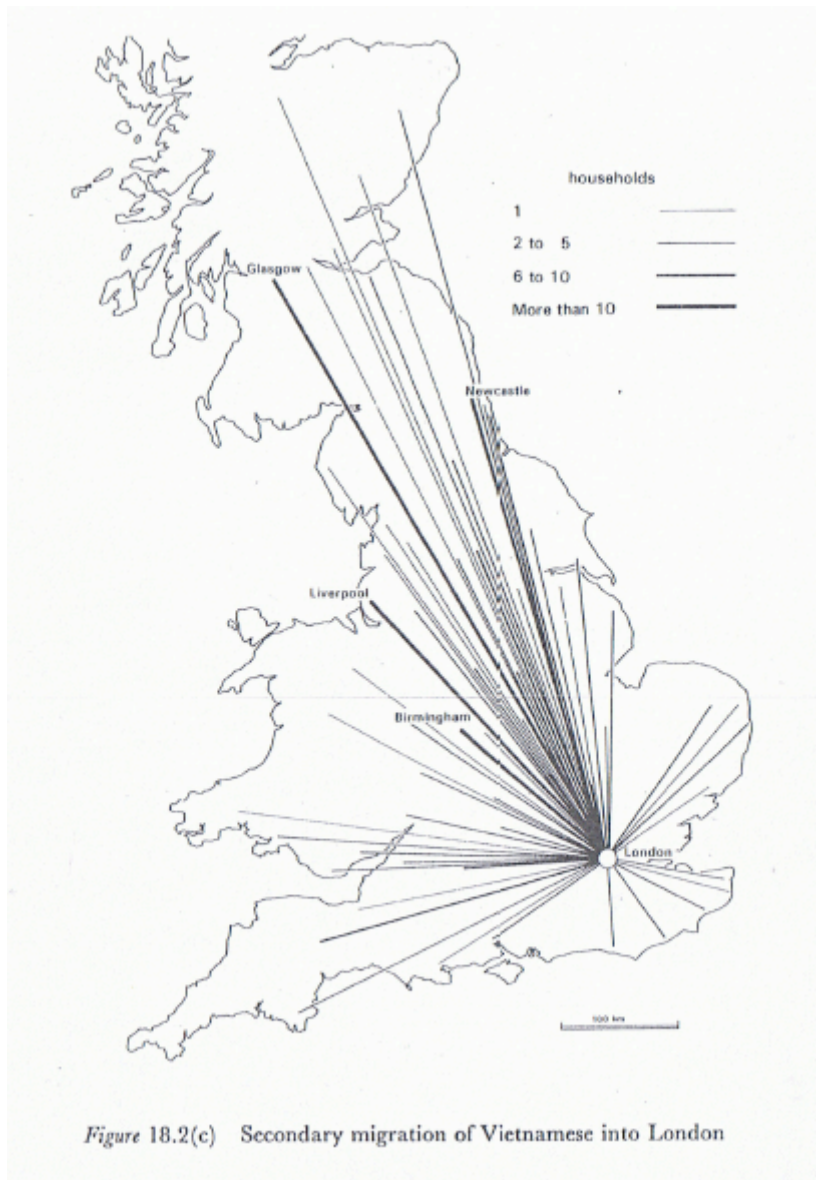 households
1
2 to 5
6 to 10
More than 10
Glasgow
Newcastle
Liverpool
Birmingham
London
100 km
Figure 18.2(c) Secondary migration of Vietnamese into London